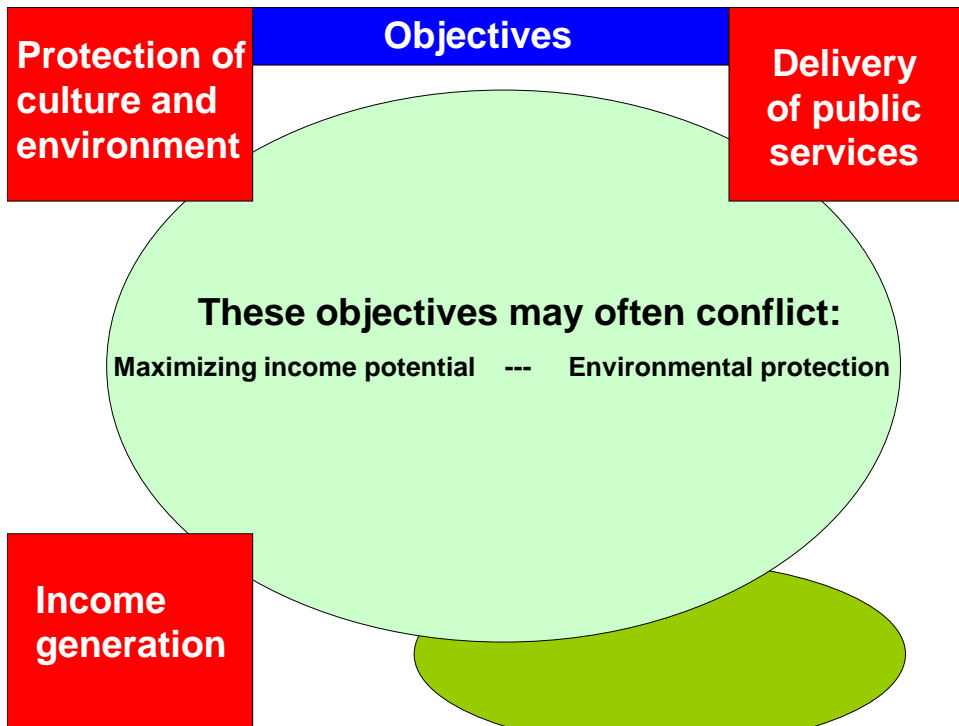 Objectives
Protection of
culture and
environment
Delivery
of public
services
These objectives may often conflict:
Maximizing income potential --- Environmental protection
Income
generation